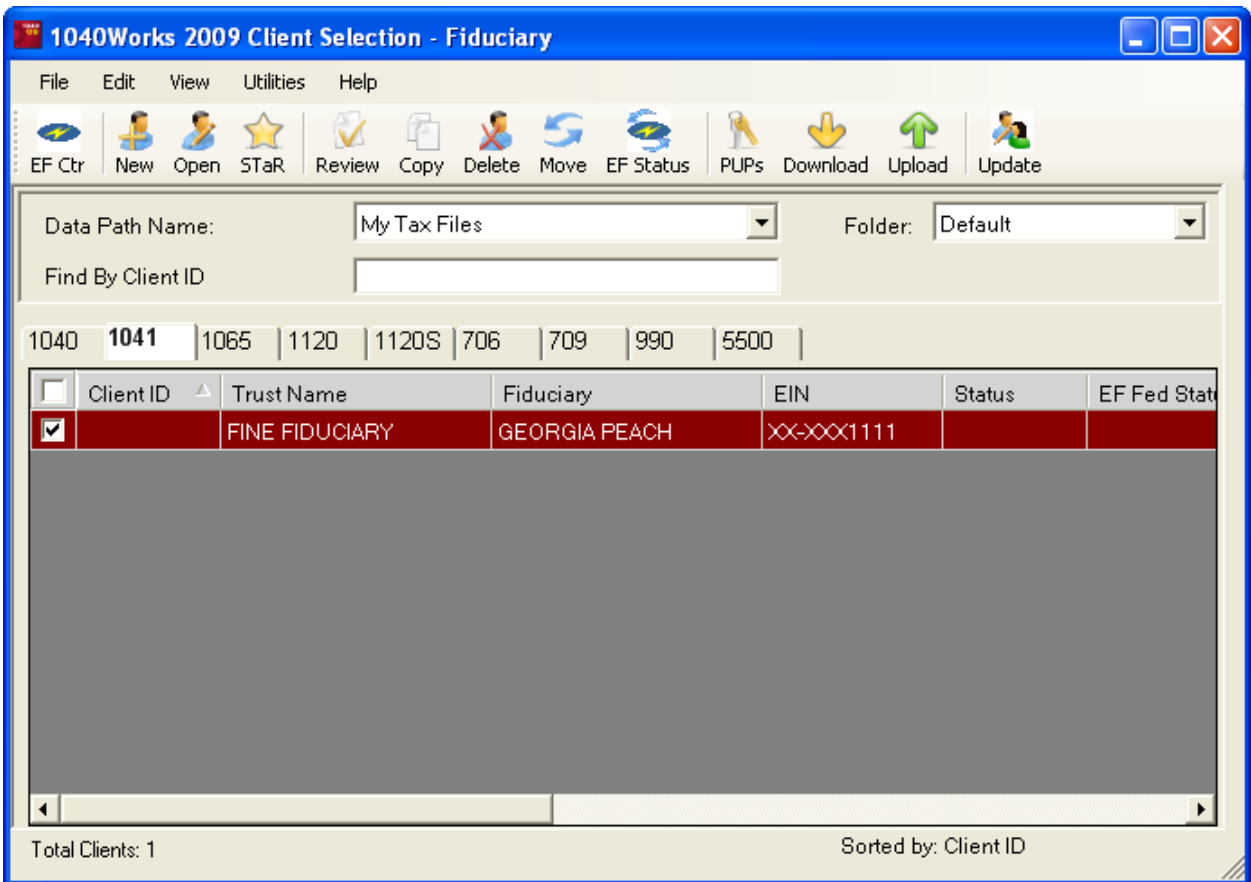 1040Works 2009 Client Selection - Fiduciary
File Edit View Utilities Help
EF Ctr New Open STaR Review Copy Delete Move EF Status PUPs Download Upload Update
Data Path Name: My Tax Files Folder: Default
Find By Client ID
1040 1041 1065 1120 1120S 706 709 990 5500
Client ID Trust Name Fiduciary EIN Status EF Fed Statu
FINE FIDUCIARY GEORGIA PEACH XX-XXX1111
Total Clients: 1 Sorted by: Client ID